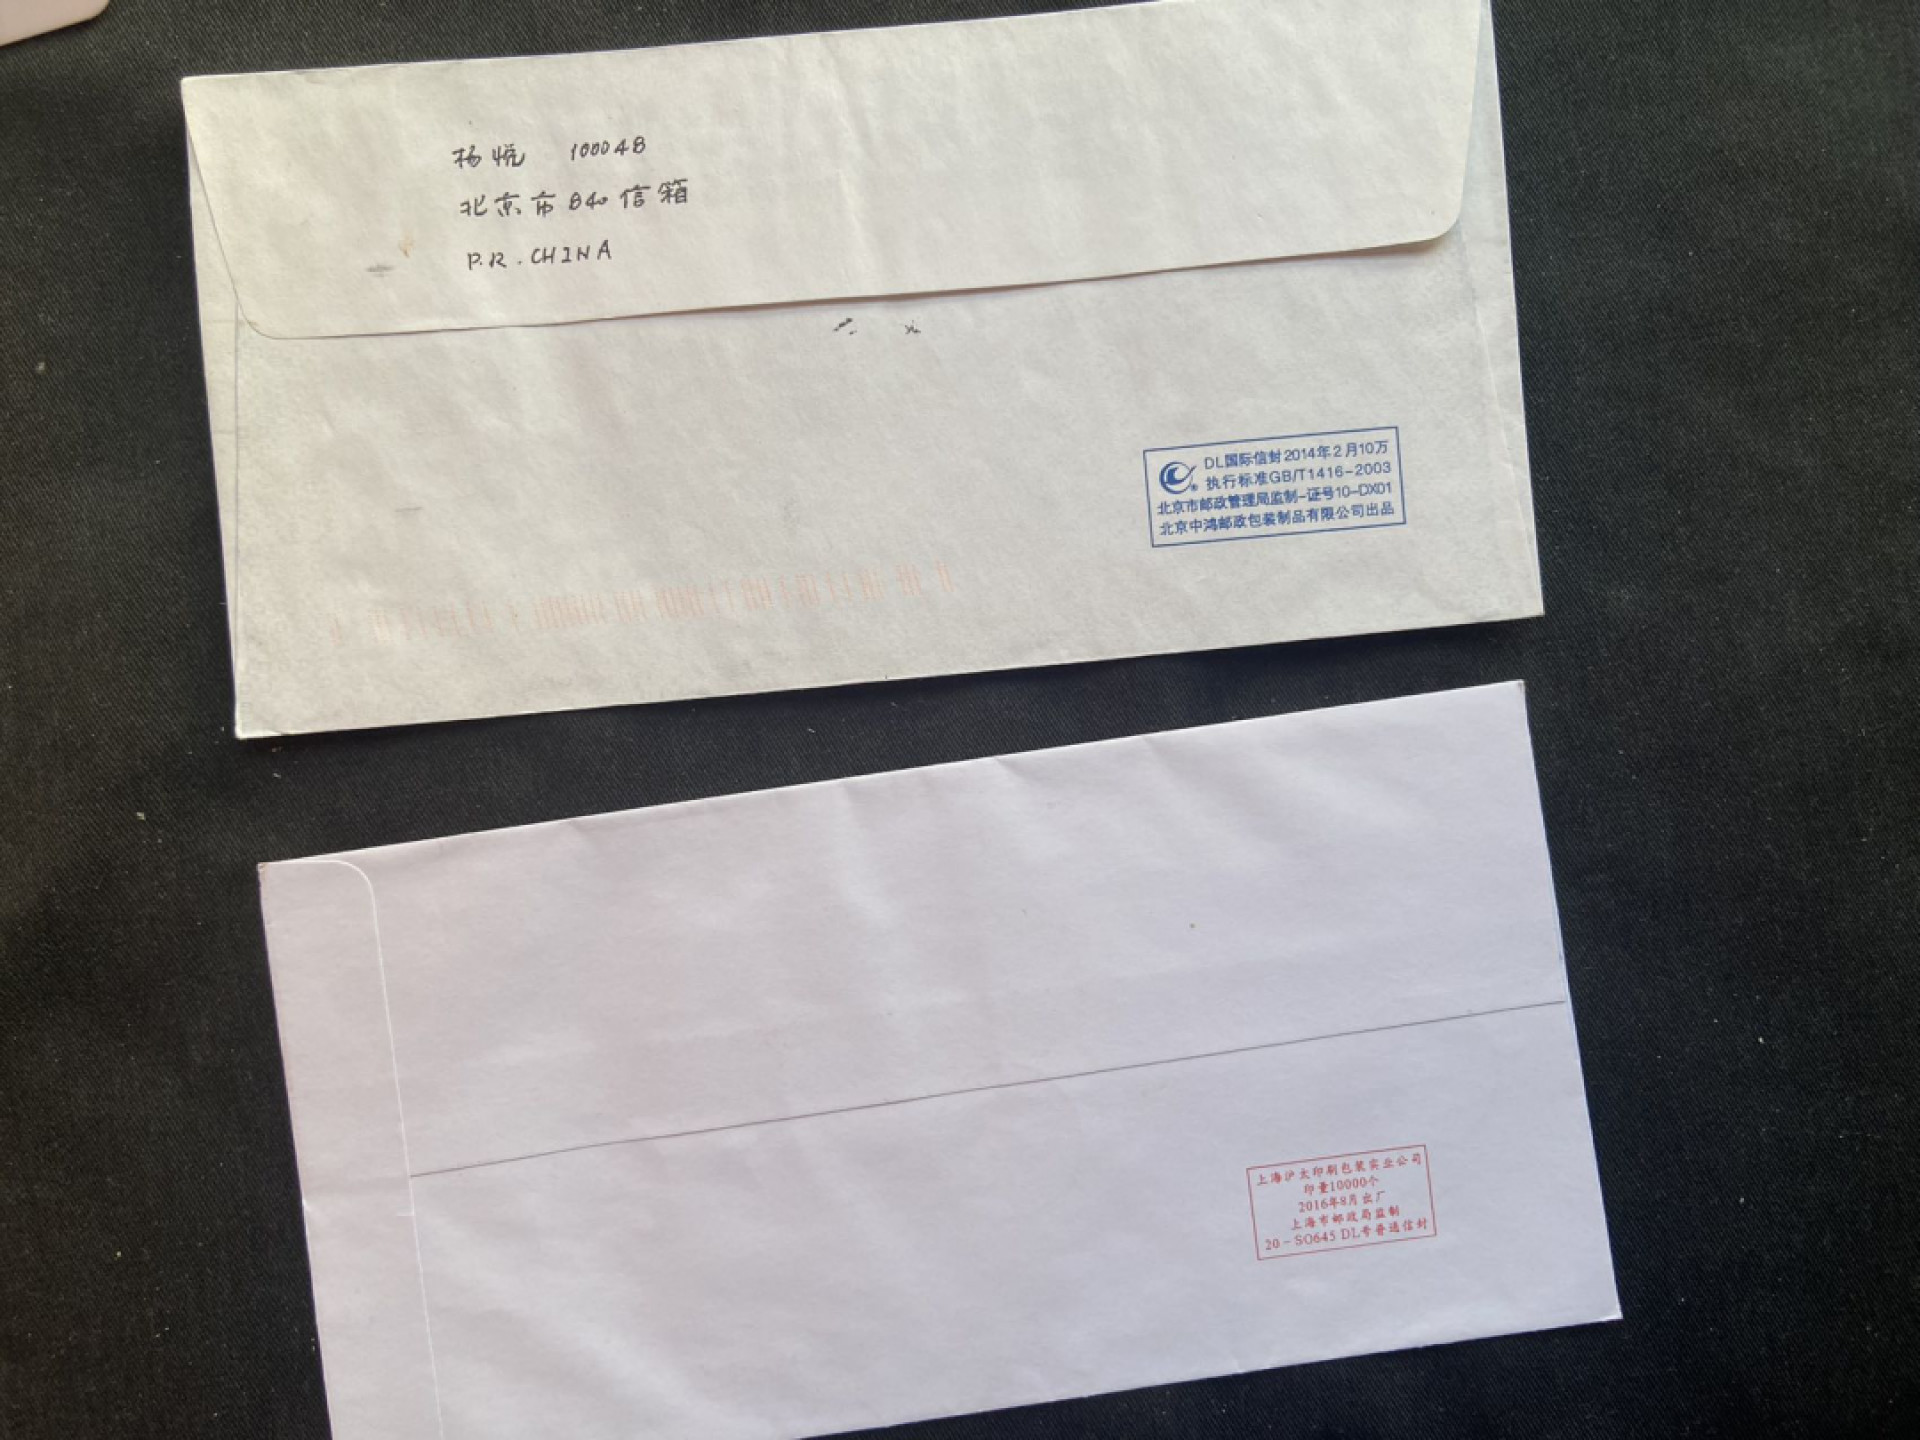 杨悦 100048
北京市840信箱
P.R. CHINA
DL国际信封2014年2月10万
执行标准GB/T1416-2003
北京市邮政管理局监制-证号10-DX01
北京中鸿邮政包装制品有限公司出品
上海沪太印刷包装实业公司
印量10000个
2016年8月出厂
上海市邮政局监制
20-SO645 DL专普通信封